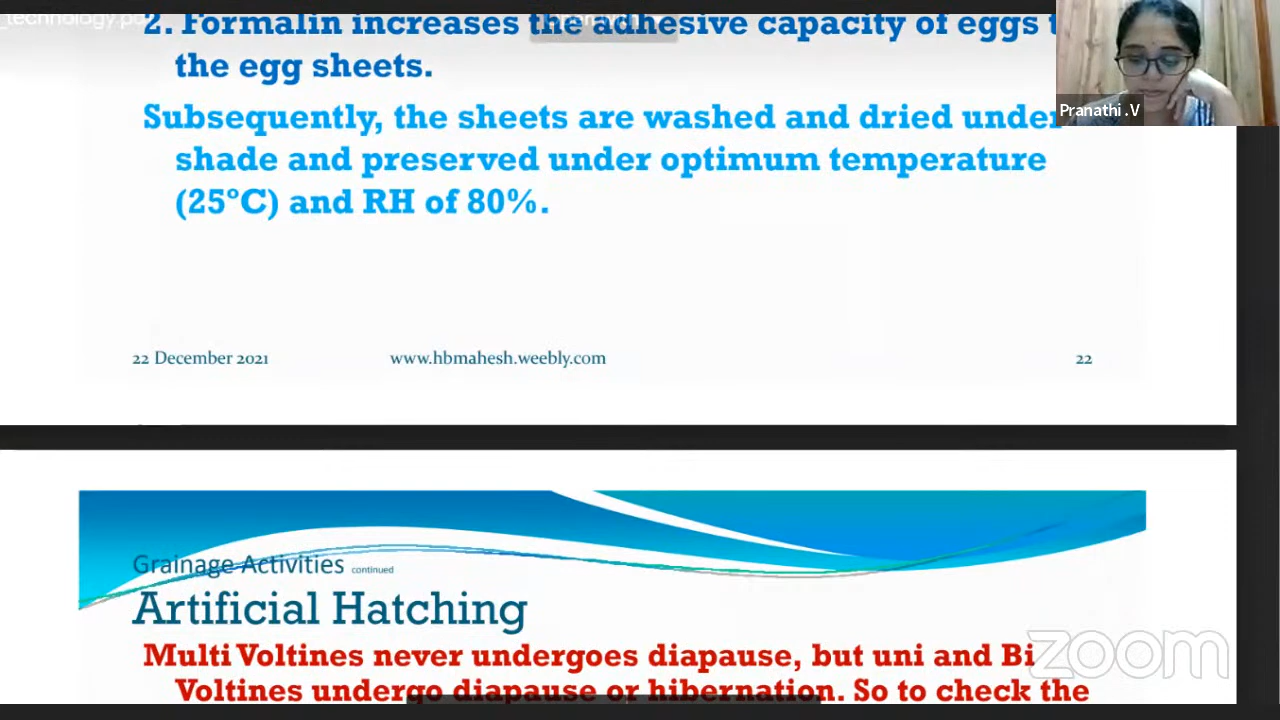 _technology.p
2. Formalin increases the adhesive capacity of eggs t
the egg sheets.
Pranathi .V
Subsequently, the sheets are washed and dried under
shade and preserved under optimum temperature
(25°C) and RH of 80%.
22 December 2021 www.hbmahesh.weebly.com 22
Grainage Activities continued
Artificial Hatching
Multi Voltines never undergoes diapause, but uni and Bi
Voltines undergo diapause or hibernation. So to check the
zoom